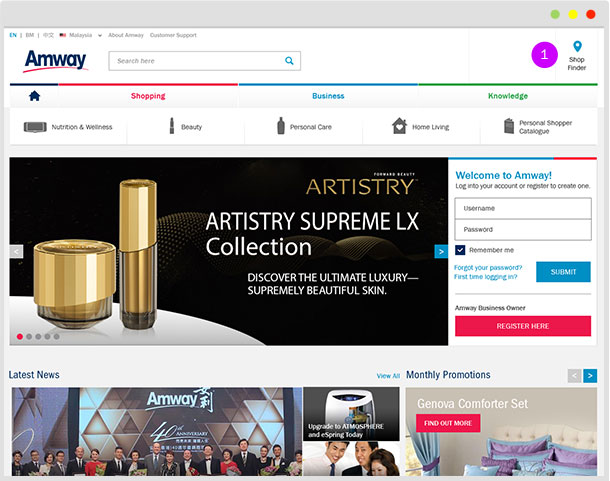 EN | BM | 中文 Malaysia About Amway Customer Support
Amway
Search here
1
Shop
Finder
Shopping Business Knowledge
Nutrition & Wellness Beauty Personal Care Home Living Personal Shopper
Catalogue
FORWARD BEAUTY
ARTISTRY™
ARTISTRY SUPREME LX
Collection
DISCOVER THE ULTIMATE LUXURY—
SUPREMELY BEAUTIFUL SKIN.
< >
Welcome to Amway!
Log into your account or register to create one.
Username
Password
Remember me
Forgot your password?
First time logging in?
SUBMIT
Amway Business Owner
REGISTER HERE
Latest News View All Monthly Promotions < >
Amway 安利
40th
ANNIVERSARY
Upgrade to ATMOSPHERE
and eSpring Today
Genova Comforter Set
FIND OUT MORE